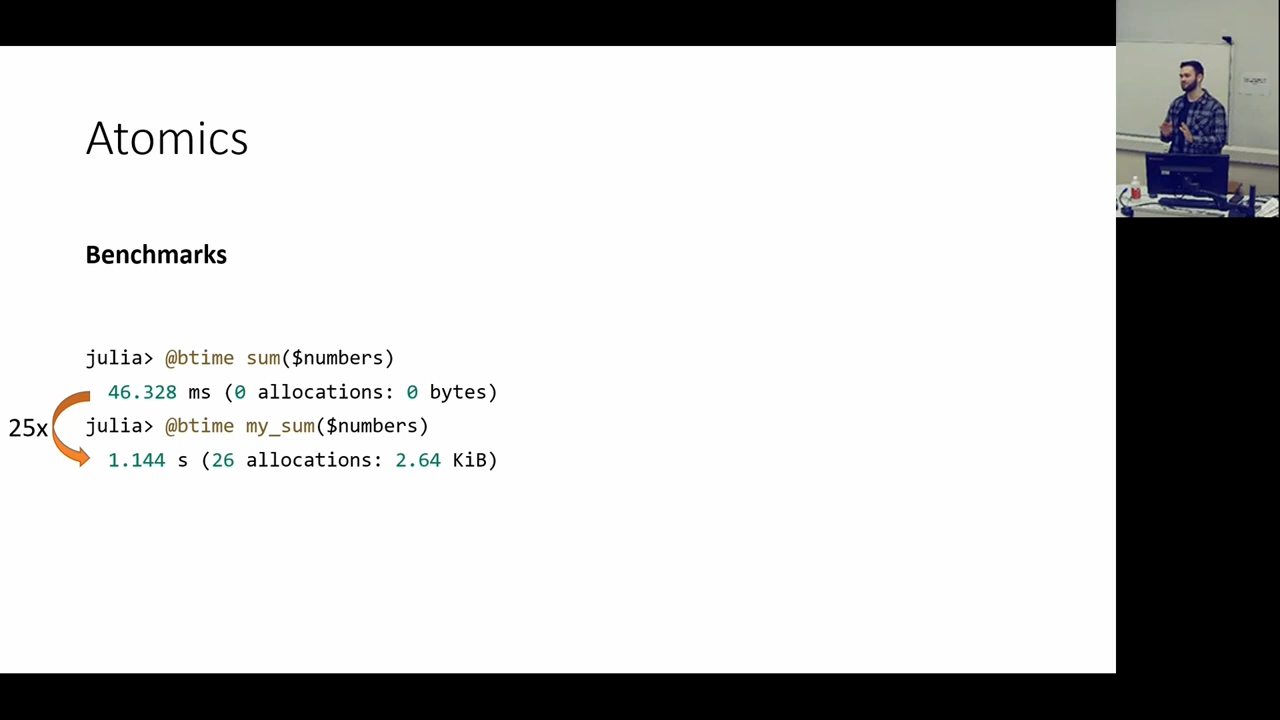 Atomics
Benchmarks
julia> @btime sum($numbers)
46.328 ms (0 allocations: 0 bytes)
25x
julia> @btime my_sum($numbers)
1.144 s (26 allocations: 2.64 KiB)